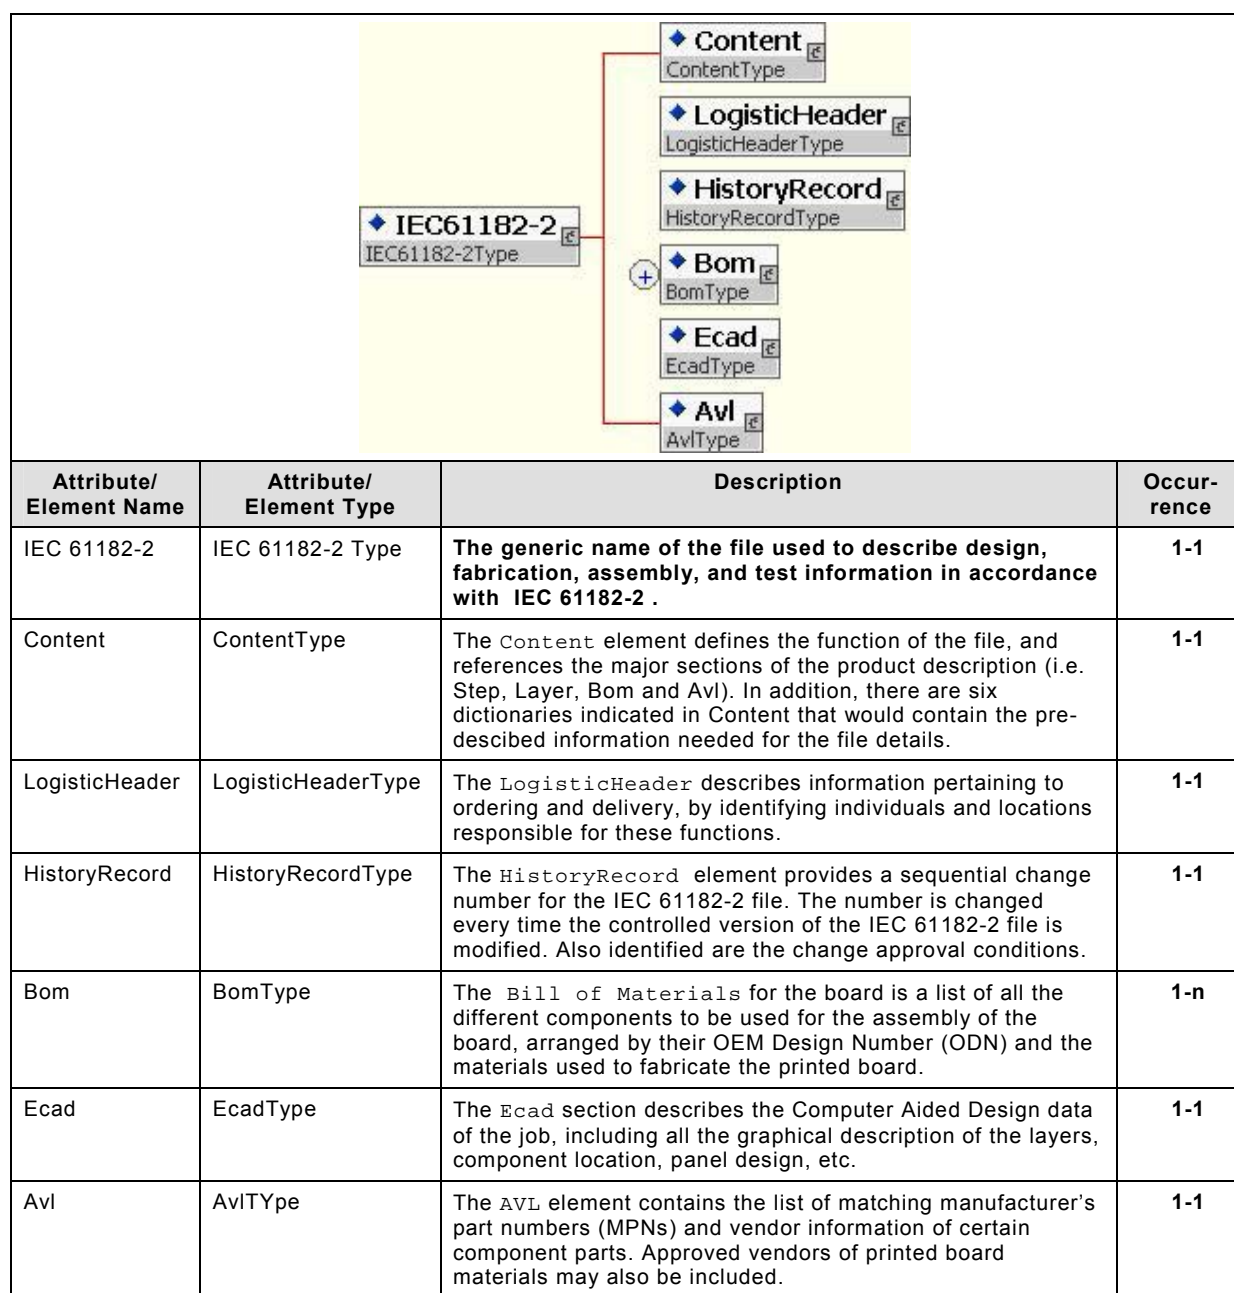 Content
ContentType
LogisticHeader
LogisticHeaderType
HistoryRecord
HistoryRecordType
IEC61182-2
IEC61182-2Type
Bom
BomType
Ecad
EcadType
Avl
AvlType
Attribute/
Element Name
Attribute/
Element Type
Description
Occur-
rence
IEC 61182-2
IEC 61182-2 Type
The generic name of the file used to describe design,
fabrication, assembly, and test information in accordance
with IEC 61182-2 .
1-1
Content
ContentType
The Content element defines the function of the file, and
references the major sections of the product description (i.e.
Step, Layer, Bom and Avl). In addition, there are six
dictionaries indicated in Content that would contain the pre-
descibed information needed for the file details.
1-1
LogisticHeader
LogisticHeaderType
The LogisticHeader describes information pertaining to
ordering and delivery, by identifying individuals and locations
responsible for these functions.
1-1
HistoryRecord
HistoryRecordType
The HistoryRecord element provides a sequential change
number for the IEC 61182-2 file. The number is changed
every time the controlled version of the IEC 61182-2 file is
modified. Also identified are the change approval conditions.
1-1
Bom
BomType
The Bill of Materials for the board is a list of all the
different components to be used for the assembly of the
board, arranged by their OEM Design Number (ODN) and the
materials used to fabricate the printed board.
1-n
Ecad
EcadType
The Ecad section describes the Computer Aided Design data
of the job, including all the graphical description of the layers,
component location, panel design, etc.
1-1
Avl
AvlTYpe
The AVL element contains the list of matching manufacturer’s
part numbers (MPNs) and vendor information of certain
component parts. Approved vendors of printed board
materials may also be included.
1-1